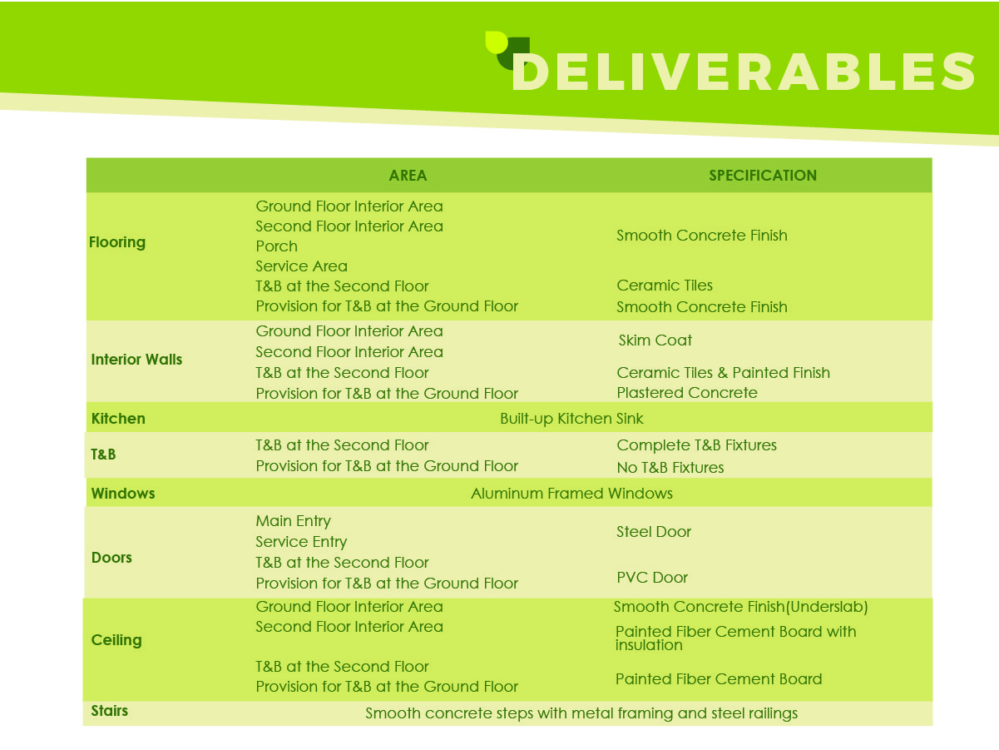 DELIVERABLES
AREA SPECIFICATION
Flooring
Ground Floor Interior Area
Second Floor Interior Area
Porch
Service Area
Smooth Concrete Finish
T&B at the Second Floor Ceramic Tiles
Provision for T&B at the Ground Floor Smooth Concrete Finish
Interior Walls
Ground Floor Interior Area
Second Floor Interior Area
Skim Coat
T&B at the Second Floor Ceramic Tiles & Painted Finish
Provision for T&B at the Ground Floor Plastered Concrete
Kitchen Built-up Kitchen Sink
T&B
T&B at the Second Floor Complete T&B Fixtures
Provision for T&B at the Ground Floor No T&B Fixtures
Windows Aluminum Framed Windows
Doors
Main Entry
Service Entry
Steel Door
T&B at the Second Floor
Provision for T&B at the Ground Floor
PVC Door
Ceiling
Ground Floor Interior Area Smooth Concrete Finish(Underslab)
Second Floor Interior Area Painted Fiber Cement Board with
insulation
T&B at the Second Floor
Provision for T&B at the Ground Floor
Painted Fiber Cement Board
Stairs Smooth concrete steps with metal framing and steel railings